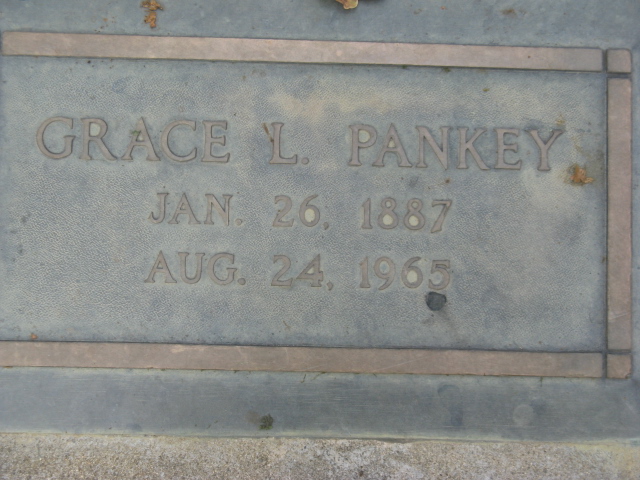 GRACE L. PANKEY
JAN. 26, 1887
AUG. 24, 1965